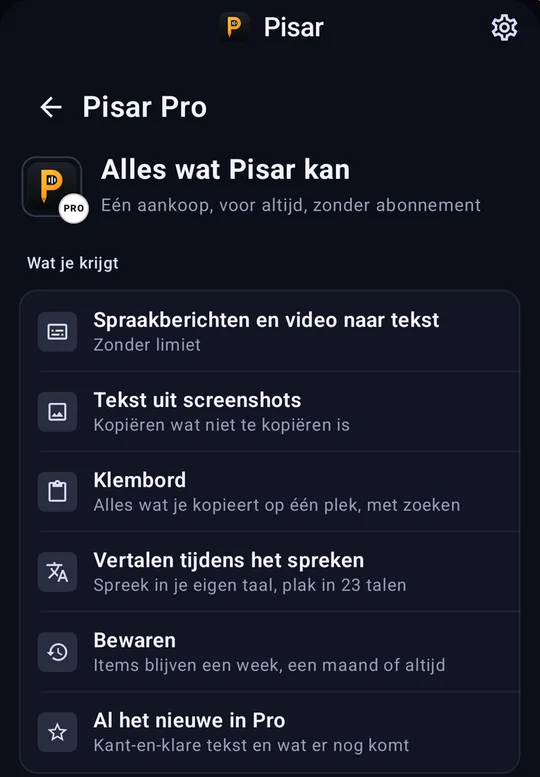 Pisar
Pisar Pro
Alles wat Pisar kan
PRO
Eén aankoop, voor altijd, zonder abonnement
Wat je krijgt
Spraakberichten en video naar tekst
Zonder limiet
Tekst uit screenshots
Kopiëren wat niet te kopiëren is
Klembord
Alles wat je kopieert op één plek, met zoeken
Vertalen tijdens het spreken
Spreek in je eigen taal, plak in 23 talen
Bewaren
Items blijven een week, een maand of altijd
Al het nieuwe in Pro
Kant-en-klare tekst en wat er nog komt